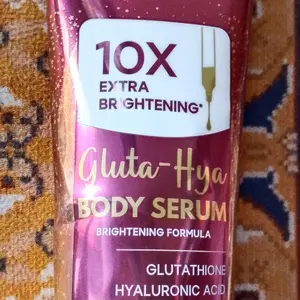 10X
EXTRA
BRIGHTENING*
Gluta-Hya
BODY SERUM
BRIGHTENING FORMULA
GLUTATHIONE
HYALURONIC ACID